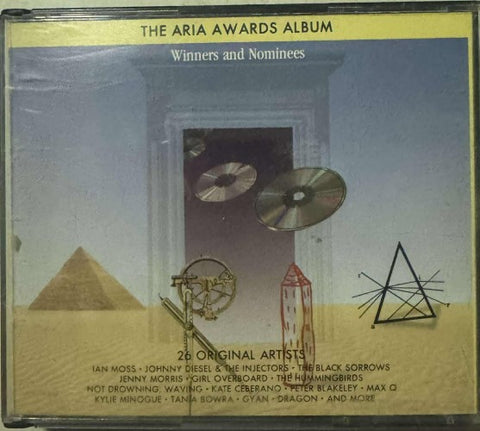 THE ARIA AWARDS ALBUM
Winners and Nominees
26 ORIGINAL ARTISTS
IAN MOSS · JOHNNY DIESEL & THE INJECTORS · THE BLACK SORROWS
JENNY MORRIS · GIRL OVERBOARD · THE HUMMINGBIRDS
NOT DROWNING, WAVING · KATE CEBERANO · PETER BLAKELEY · MAX Q
KYLIE MINOGUE · TANIA BOWRA · GYAN · DRAGON · AND MORE